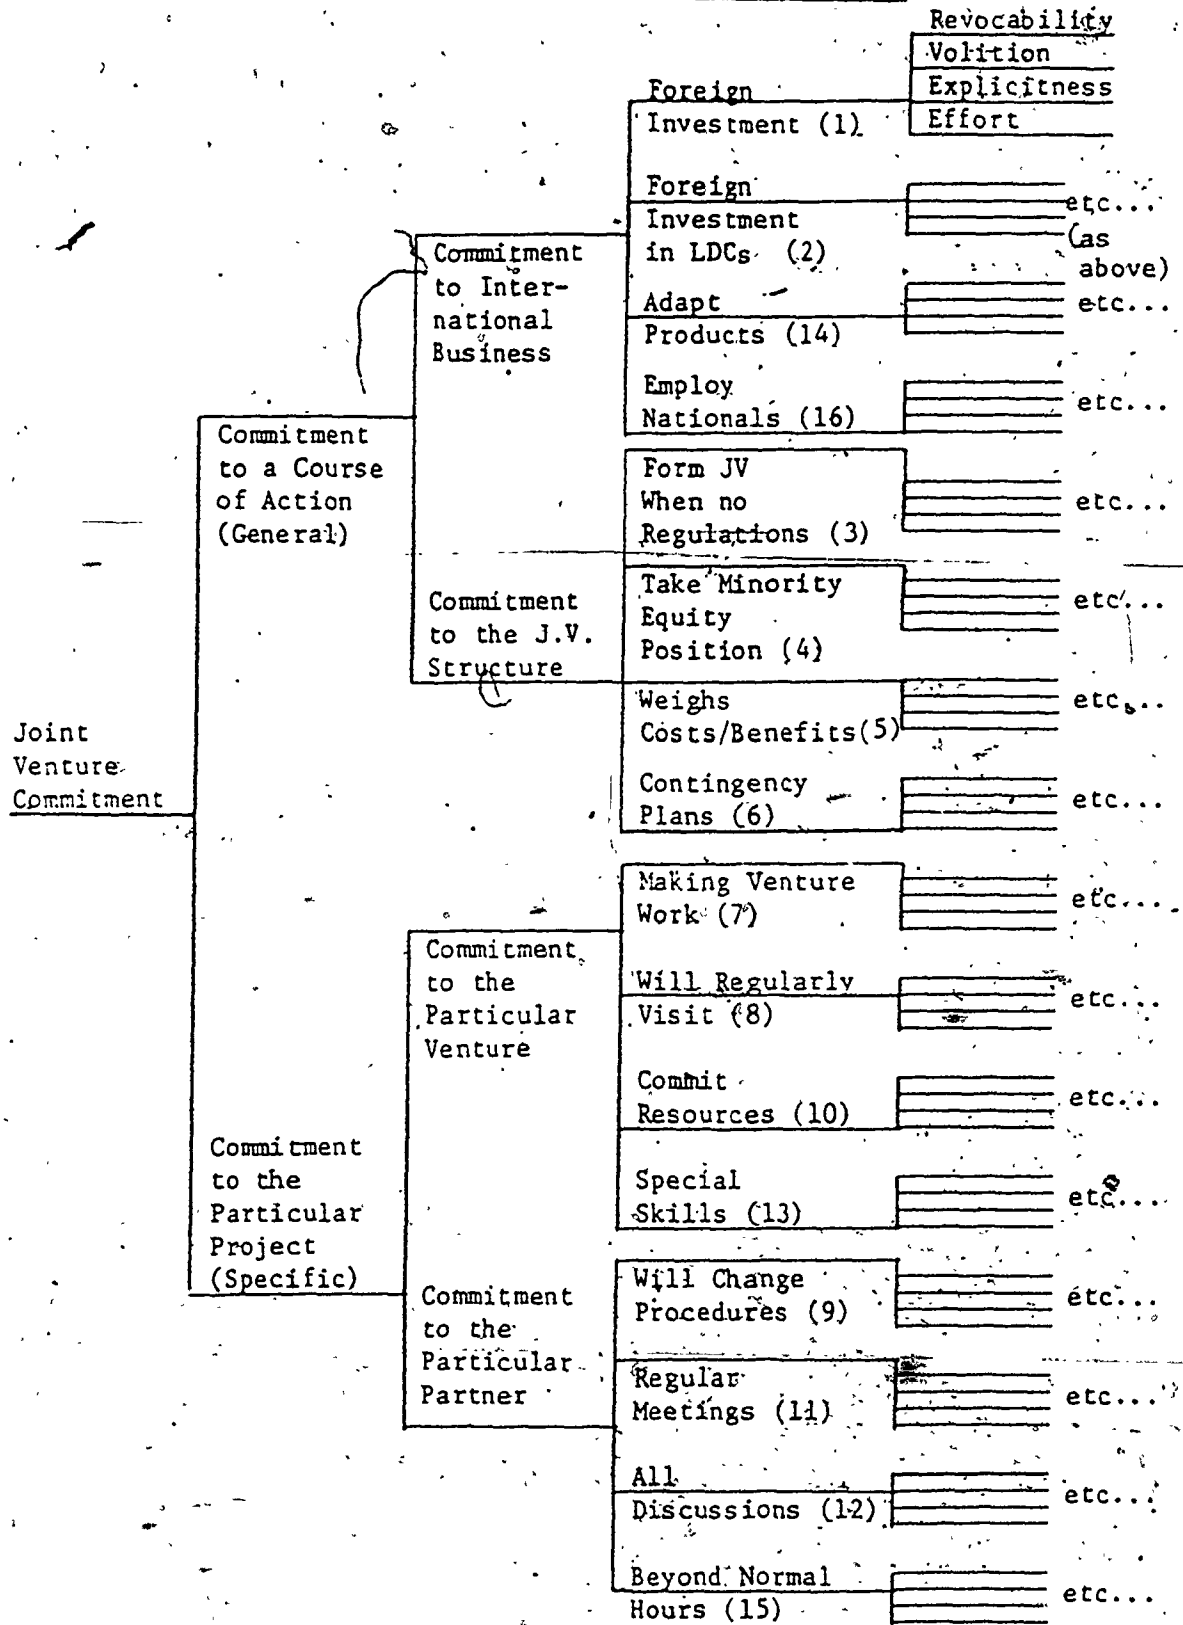 Revocability
Volition
Explicitness
Effort
Foreign
Investment (1)
Foreign
Investment
in LDCs (2)
etc...
(as
above)
Adapt
Products (14)
etc...
Employ
Nationals (16)
etc...
Commitment
to Inter-
national
Business
Commitment
to a Course
of Action
(General)
Form JV
When no
Regulations (3)
etc...
Take Minority
Equity
Position (4)
etc...
Commitment
to the J.V.
Structure
Weighs
Costs/Benefits(5)
etc...
Contingency
Plans (6)
etc...
Joint
Venture
Commitment
Making Venture
Work (7)
etc...
Will Regularly
Visit (8)
etc...
Commitment
to the
Particular
Venture
Commit
Resources (10)
etc...
Special
Skills (13)
etc...
Commitment
to the
Particular
Project
(Specific)
Will Change
Procedures (9)
etc...
Commitment
to the
Particular
Partner
Regular
Meetings (11)
etc...
All
Discussions (12)
etc...
Beyond Normal
Hours (15)
etc...